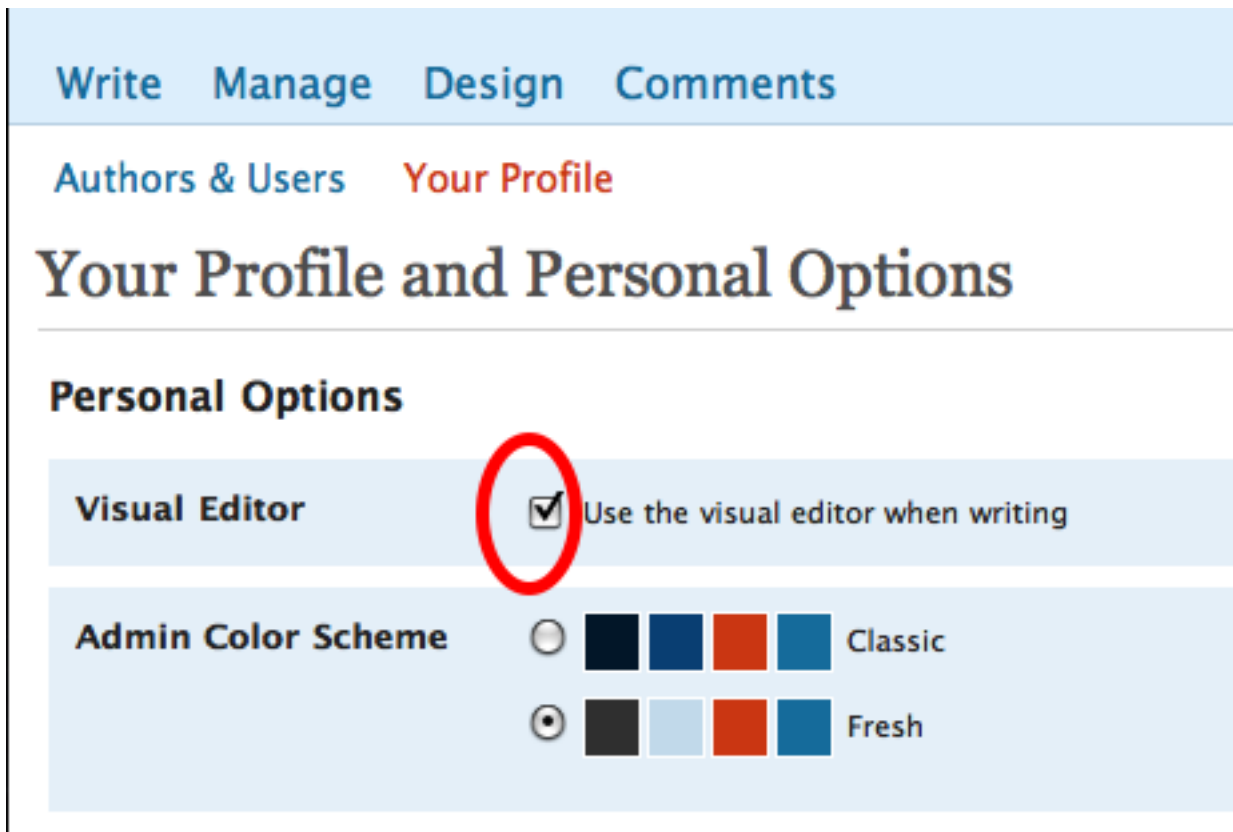 Write Manage Design Comments
Authors & Users Your Profile
Your Profile and Personal Options
Personal Options
Visual Editor Use the visual editor when writing
Admin Color Scheme Classic
Fresh